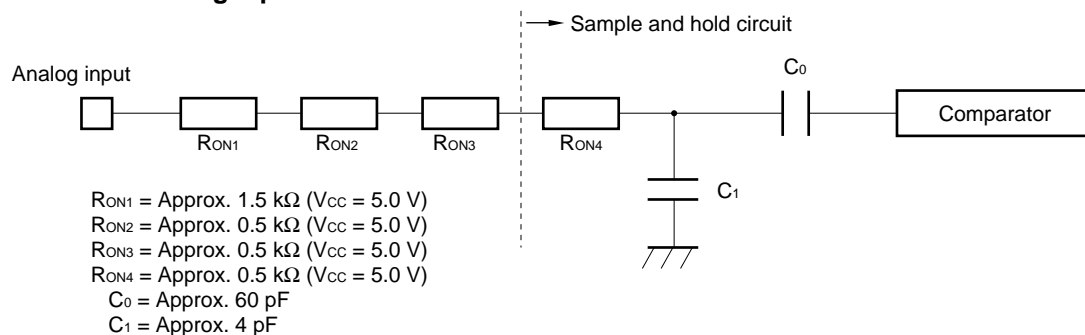 Sample and hold circuit
Analog input
C0
Comparator
RON1 RON2 RON3 RON4
C1
RON1 = Approx. 1.5 kΩ (VCC = 5.0 V)
RON2 = Approx. 0.5 kΩ (VCC = 5.0 V)
RON3 = Approx. 0.5 kΩ (VCC = 5.0 V)
RON4 = Approx. 0.5 kΩ (VCC = 5.0 V)
C0 = Approx. 60 pF
C1 = Approx. 4 pF